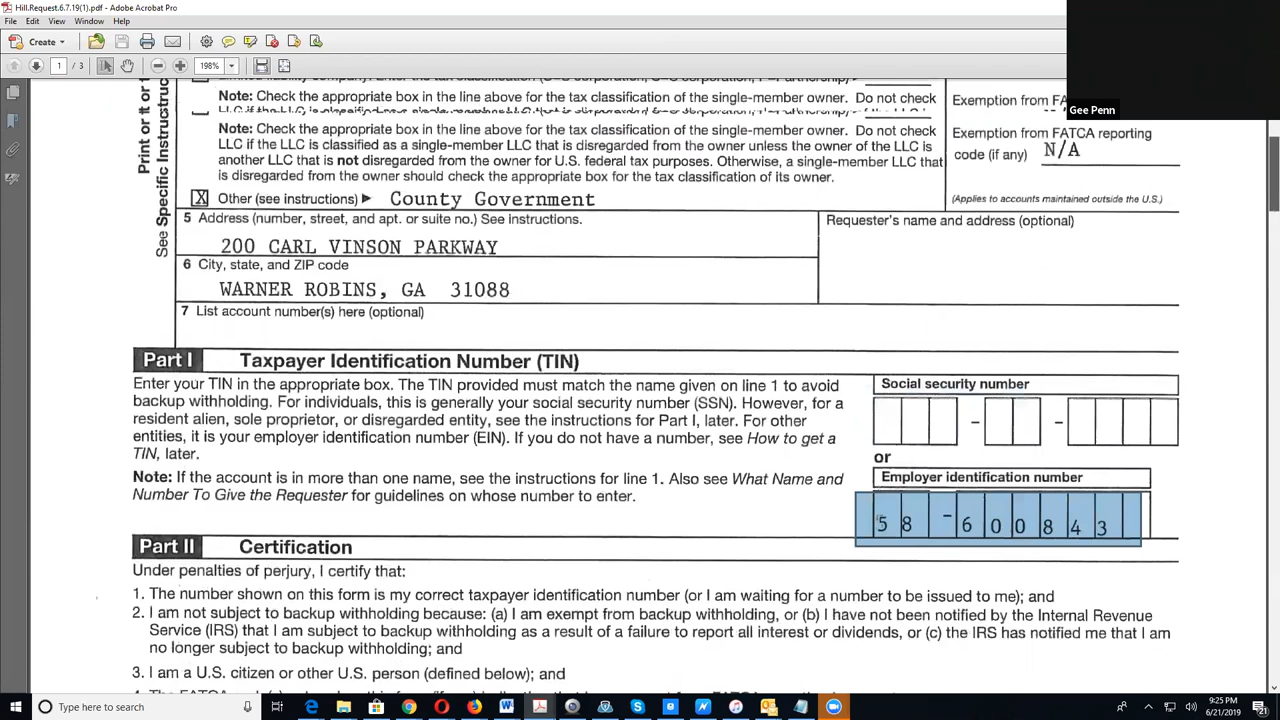 Hill.Request.6.7.19(1).pdf - Adobe Acrobat Pro
File Edit View Window Help
Create
1 / 3 198%
Gee Penn
Print or t
See Specific Instruct
Note: Check the appropriate box in the line above for the tax classification of the single-member owner. Do not check
Exemption from FA
Note: Check the appropriate box in the line above for the tax classification of the single-member owner. Do not check
LLC if the LLC is classified as a single-member LLC that is disregarded from the owner unless the owner of the LLC is
another LLC that is not disregarded from the owner for U.S. federal tax purposes. Otherwise, a single-member LLC that
is disregarded from the owner should check the appropriate box for the tax classification of its owner.
Exemption from FATCA reporting
code (if any) N/A
X Other (see instructions) ▶ County Government
(Applies to accounts maintained outside the U.S.)
5 Address (number, street, and apt. or suite no.) See instructions.
Requester's name and address (optional)
200 CARL VINSON PARKWAY
6 City, state, and ZIP code
WARNER ROBINS, GA 31088
7 List account number(s) here (optional)
Part I Taxpayer Identification Number (TIN)
Enter your TIN in the appropriate box. The TIN provided must match the name given on line 1 to avoid
backup withholding. For individuals, this is generally your social security number (SSN). However, for a
resident alien, sole proprietor, or disregarded entity, see the instructions for Part I, later. For other
entities, it is your employer identification number (EIN). If you do not have a number, see How to get a
TIN, later.
Note: If the account is in more than one name, see the instructions for line 1. Also see What Name and
Number To Give the Requester for guidelines on whose number to enter.
Social security number
– –
or
Employer identification number
5 8 - 6 0 0 8 4 3
Part II Certification
Under penalties of perjury, I certify that:
1. The number shown on this form is my correct taxpayer identification number (or I am waiting for a number to be issued to me); and
2. I am not subject to backup withholding because: (a) I am exempt from backup withholding, or (b) I have not been notified by the Internal Revenue
Service (IRS) that I am subject to backup withholding as a result of a failure to report all interest or dividends, or (c) the IRS has notified me that I am
no longer subject to backup withholding; and
3. I am a U.S. citizen or other U.S. person (defined below); and
Type here to search
9:25 PM
6/21/2019
21